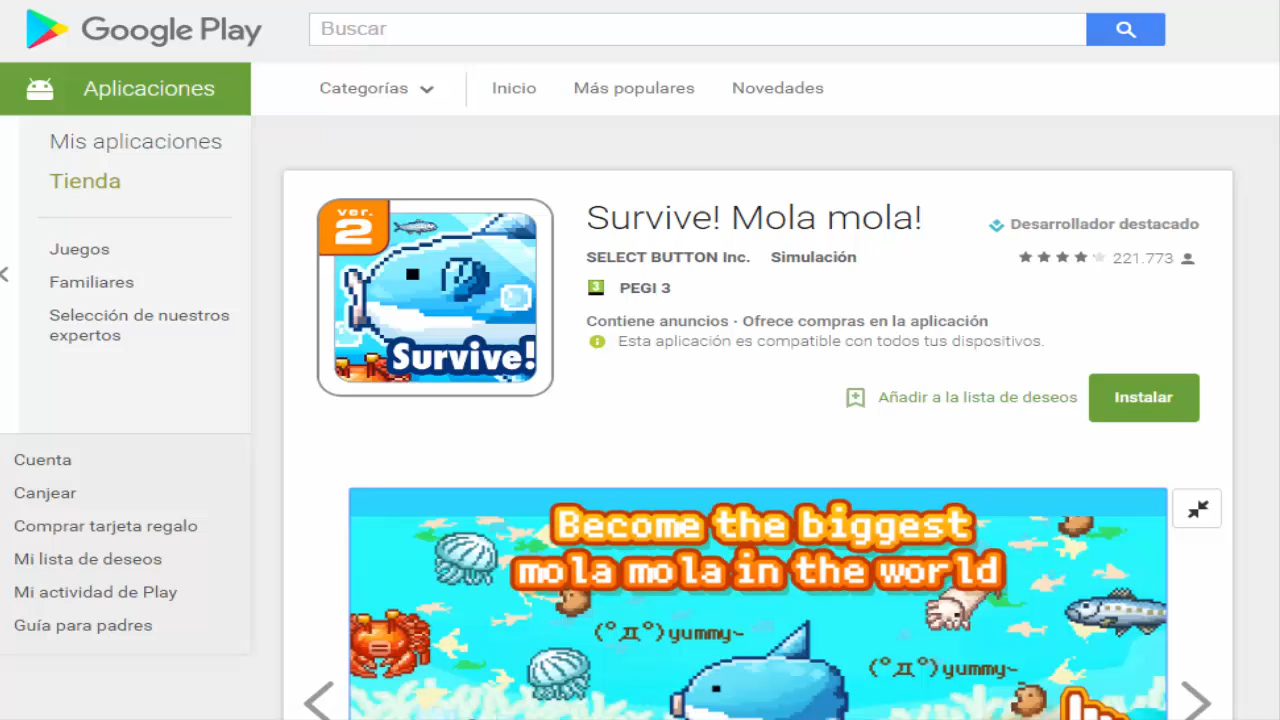 Google Play
Buscar
Aplicaciones
Categorías
Inicio
Más populares
Novedades
Mis aplicaciones
Tienda
Juegos
Familiares
Selección de nuestros
expertos
Cuenta
Canjear
Comprar tarjeta regalo
Mi lista de deseos
Mi actividad de Play
Guía para padres
ver.
2
Survive!
Survive! Mola mola!
Desarrollador destacado
SELECT BUTTON Inc. Simulación
221.773
3 PEGI 3
Contiene anuncios · Ofrece compras en la aplicación
Esta aplicación es compatible con todos tus dispositivos.
Añadir a la lista de deseos
Instalar
Become the biggest
mola mola in the world
(°д°)yummy~
(°д°)yummy~